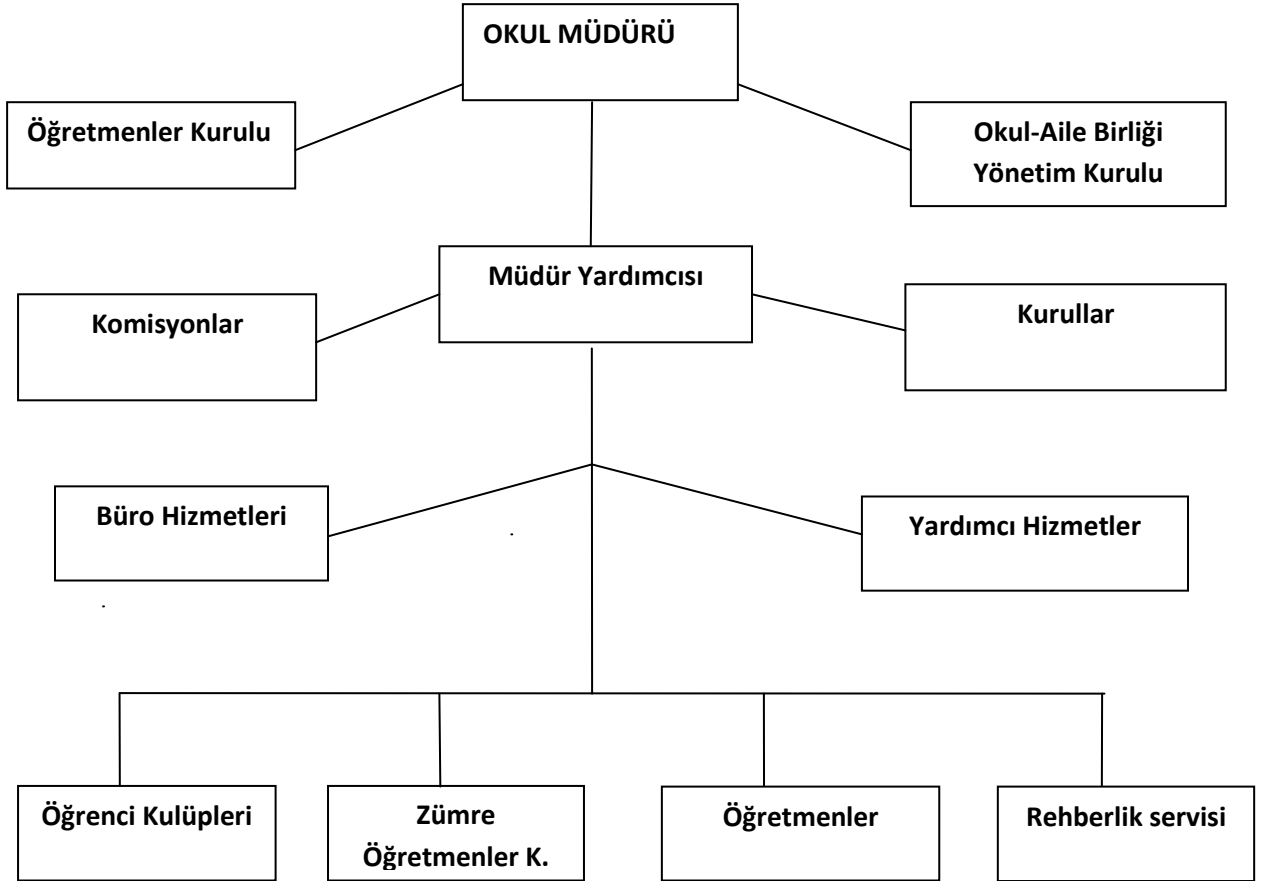 OKUL MÜDÜRÜ
Öğretmenler Kurulu
Okul-Aile Birliği
Yönetim Kurulu
Müdür Yardımcısı
Komisyonlar
Kurullar
Büro Hizmetleri
Yardımcı Hizmetler
Öğrenci Kulüpleri
Zümre
Öğretmenler K.
Öğretmenler
Rehberlik servisi